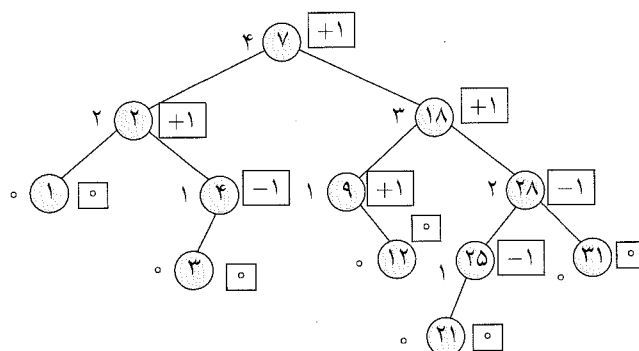 ۴ ۷ +۱
۲ ۲ +۱ ۳ ۱۸ +۱
۰ ۱ ۰ ۱ ۴ -۱ ۱ ۹ +۱ ۲ ۲۸ -۱
۰ ۳ ۰ ۰ ۱۲ ۰ ۱ ۲۵ -۱ ۰ ۳۱ ۰
۰ ۲۱ ۰